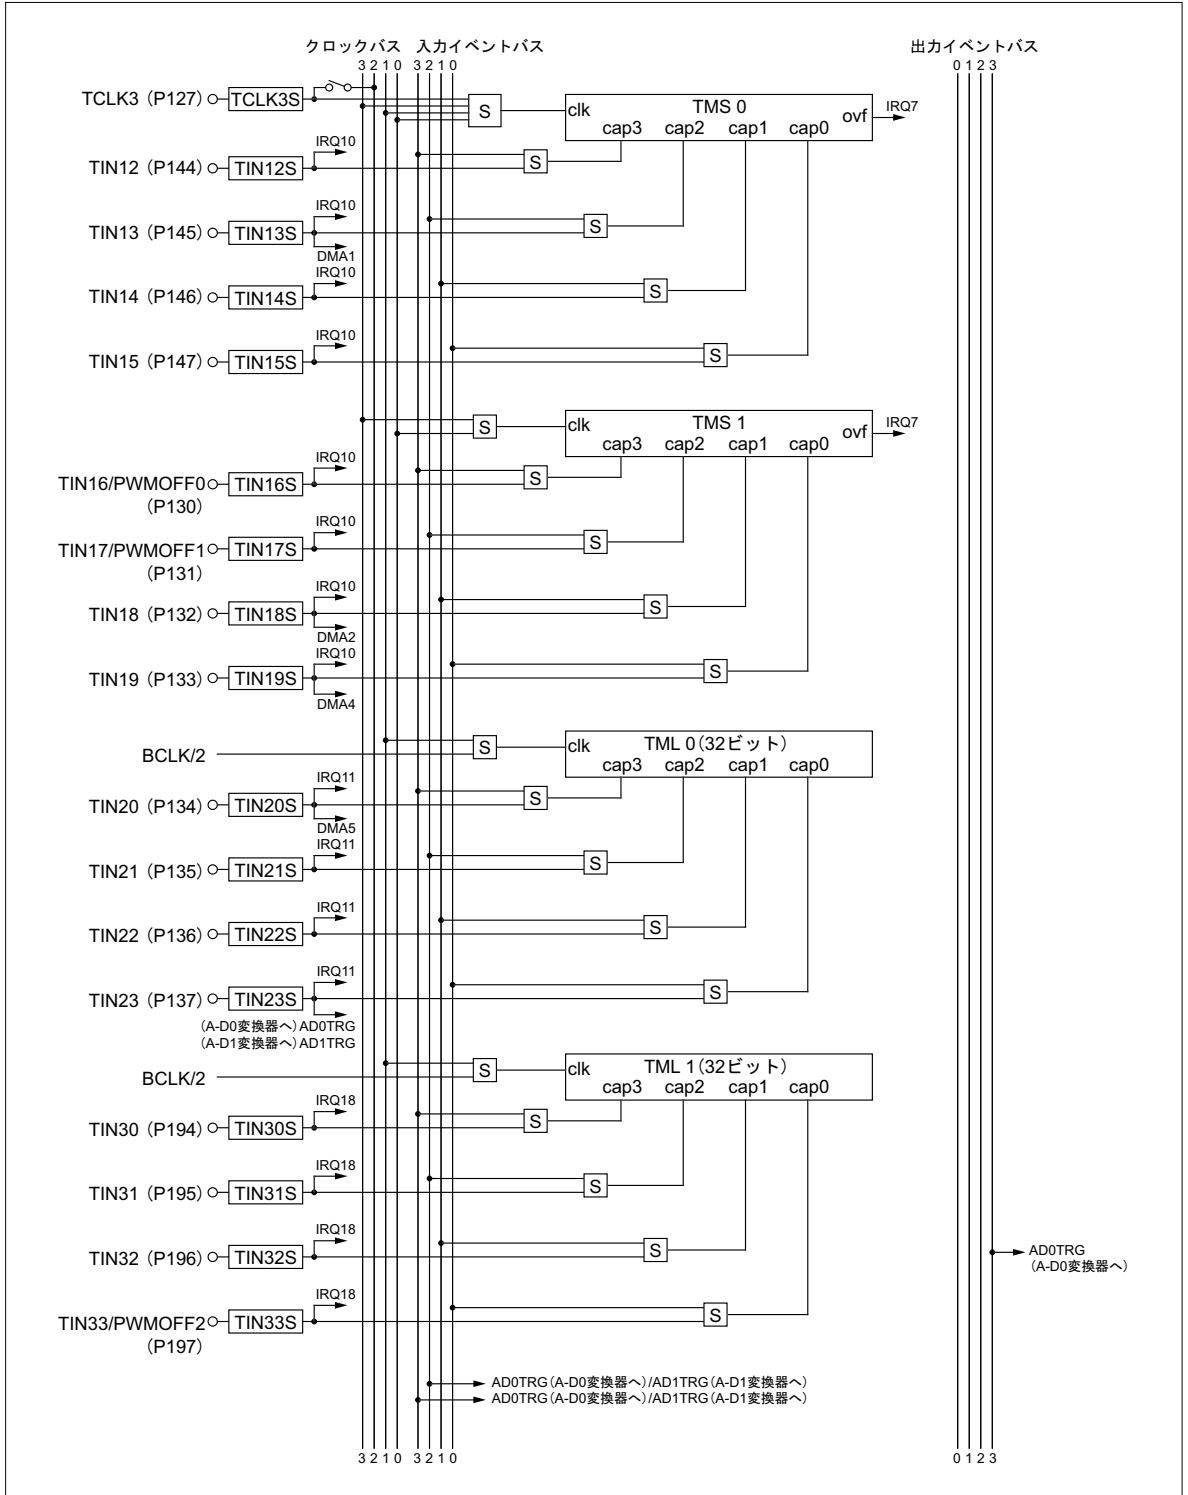 クロックバス 入力イベントバス 出力イベントバス
3 2 1 0 3 2 1 0 0 1 2 3
TCLK3 (P127) TCLK3S S clk TMS 0 ovf IRQ7
cap3 cap2 cap1 cap0
IRQ10
TIN12 (P144) TIN12S S
IRQ10
TIN13 (P145) TIN13S S
DMA1
IRQ10
TIN14 (P146) TIN14S S
IRQ10
TIN15 (P147) TIN15S S
S clk TMS 1 ovf IRQ7
cap3 cap2 cap1 cap0
IRQ10
TIN16/PWMOFF0 TIN16S S
(P130)
IRQ10
TIN17/PWMOFF1 TIN17S S
(P131)
IRQ10
TIN18 (P132) TIN18S S
DMA2
IRQ10
TIN19 (P133) TIN19S S
DMA4
BCLK/2 S clk TML 0(32ビット)
cap3 cap2 cap1 cap0
IRQ11
TIN20 (P134) TIN20S S
DMA5
IRQ11
TIN21 (P135) TIN21S S
IRQ11
TIN22 (P136) TIN22S S
IRQ11
TIN23 (P137) TIN23S S
(A-D0変換器へ)AD0TRG
(A-D1変換器へ)AD1TRG
BCLK/2 S clk TML 1(32ビット)
cap3 cap2 cap1 cap0
IRQ18
TIN30 (P194) TIN30S S
IRQ18
TIN31 (P195) TIN31S S
IRQ18
TIN32 (P196) TIN32S S AD0TRG
(A-D0変換器へ)
IRQ18
TIN33/PWMOFF2 TIN33S S
(P197)
AD0TRG(A-D0変換器へ)/AD1TRG(A-D1変換器へ)
AD0TRG(A-D0変換器へ)/AD1TRG(A-D1変換器へ)
3 2 1 0 3 2 1 0 0 1 2 3